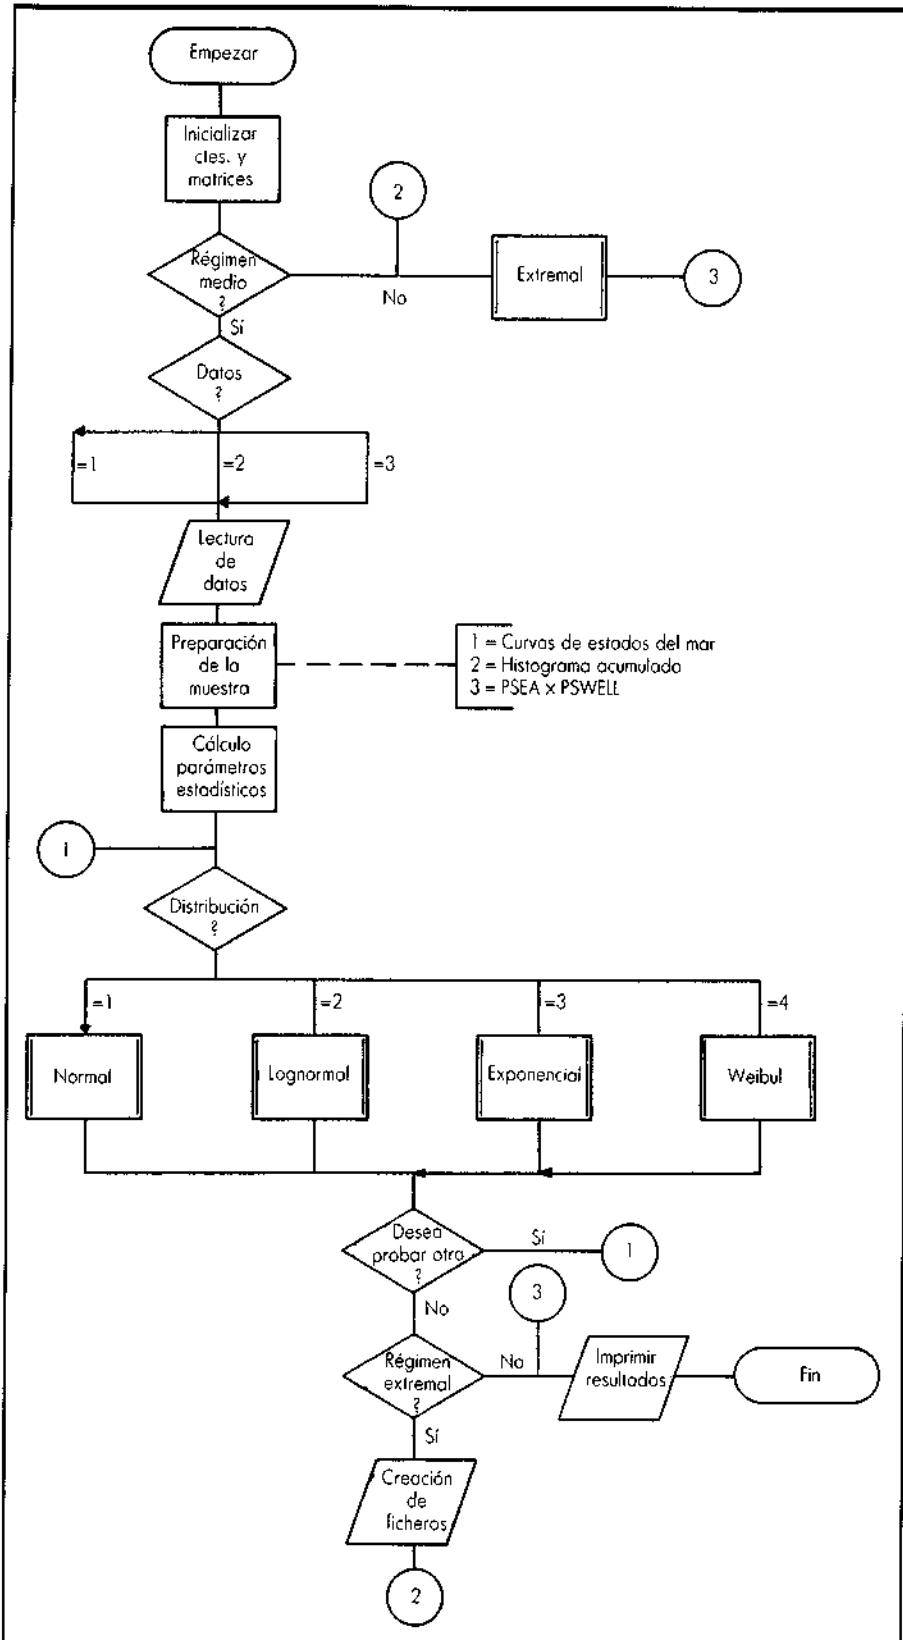 Empezar
Inicializar
ctes. y
matrices
2
Régimen
medio
?
No
Extremal
3
Sí
Datos
?
=1
=2
=3
Lectura
de
datos
Preparación
de la
muestra
1 = Curvas de estados del mar
2 = Histograma acumulado
3 = PSEA x PSWELL
Cálculo
parámetros
estadísticos
1
Distribución
?
=1
=2
=3
=4
Normal
Lognormal
Exponencial
Weibul
Desea
probar otra
?
Sí
1
No
3
Régimen
extremal
?
No
Imprimir
resultados
Fin
Sí
Creación
de
ficheros
2